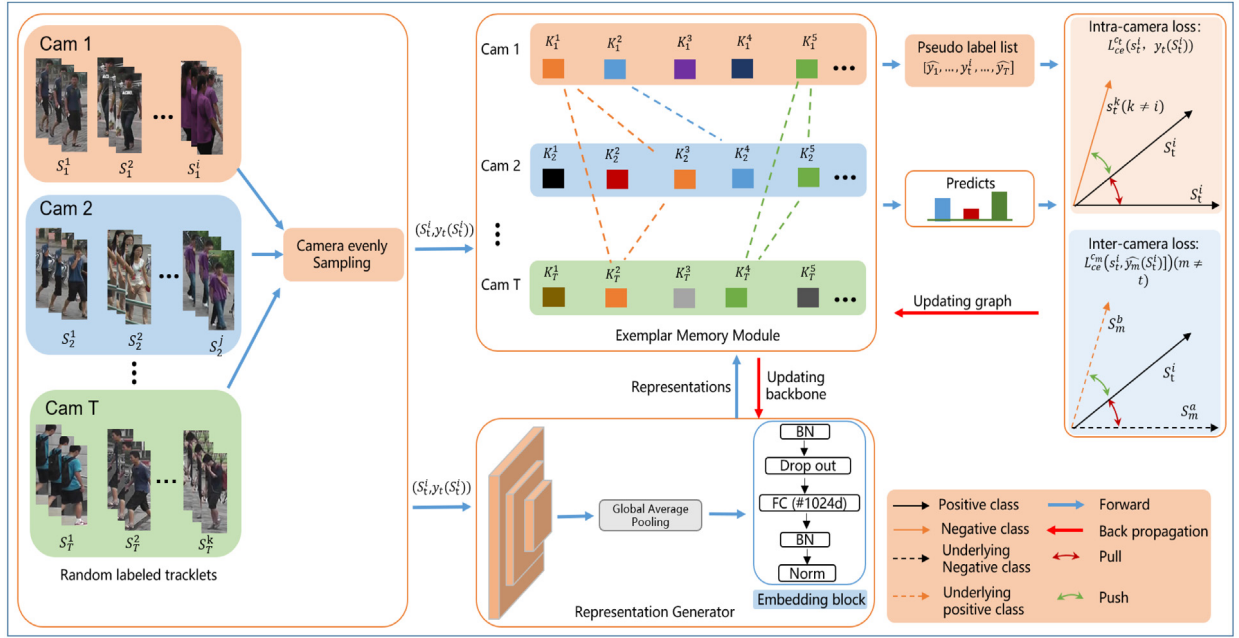 Cam 1
S_1^1
S_1^2
S_1^i
Cam 2
S_2^1
S_2^2
S_2^j
Cam T
S_T^1
S_T^2
S_T^k
Random labeled tracklets
Camera evenly
Sampling
(S_t^i,y_t(S_t^i))
(S_t^i,y_t(S_t^i))
Cam 1
K_1^1 K_1^2 K_1^3 K_1^4 K_1^5
Cam 2
K_2^1 K_2^2 K_2^3 K_2^4 K_2^5
Cam T
K_T^1 K_T^2 K_T^3 K_T^4 K_T^5
Exemplar Memory Module
Representations
Updating
backbone
Global Average
Pooling
BN
Drop out
FC (#1024d)
BN
Norm
Embedding block
Representation Generator
Pseudo label list
[ŷ_1, ..., y_t^i, ..., ŷ_T]
Predicts
Updating graph
Intra-camera loss:
L_ce^{c_t}(s_t^i, y_t(S_t^i))
s_t^k(k ≠ i)
S_t^i
S_t^i
Inter-camera loss:
L_ce^{c_m}(s_t^i, ŷ_m(S_t^i)])(m ≠
t)
S_m^b
S_t^i
S_m^a
Positive class
Negative class
Underlying
Negative class
Underlying
positive class
Forward
Back propagation
Pull
Push